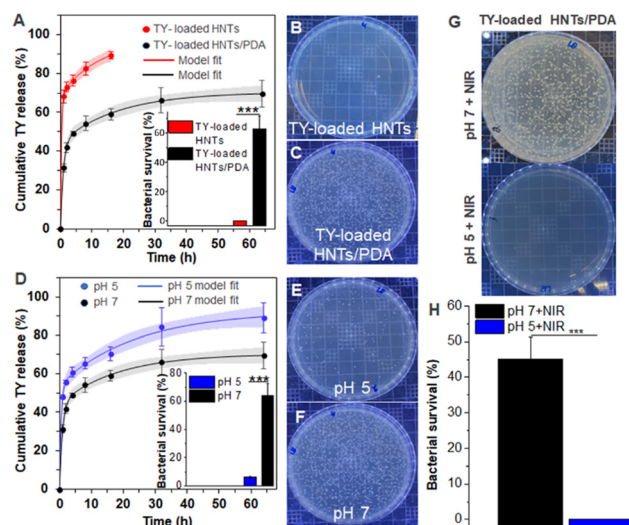 A
Cumulative TY release (%)
100
80
60
40
20
0
TY- loaded HNTs
TY- loaded HNTs/PDA
Model fit
Model fit
Bacterial survival (%)
60
40
20
0
***
TY-loaded
HNTs
TY-loaded
HNTs/PDA
0 10 20 30 40 50 60
Time (h)
B
TY-loaded HNTs
C
TY-loaded
HNTs/PDA
D
Cumulative TY release (%)
100
80
60
40
20
0
pH 5
pH 5 model fit
pH 7
pH 7 model fit
Bacterial survival (%)
60
40
20
0
***
pH 5
pH 7
0 10 20 30 40 50 60
Time (h)
E
pH 5
F
pH 7
G
TY-loaded HNTs/PDA
pH 7 + NIR
pH 5 + NIR
H
pH 7+NIR
pH 5+NIR
***
Bacterial survival (%)
60
50
40
30
20
10
0